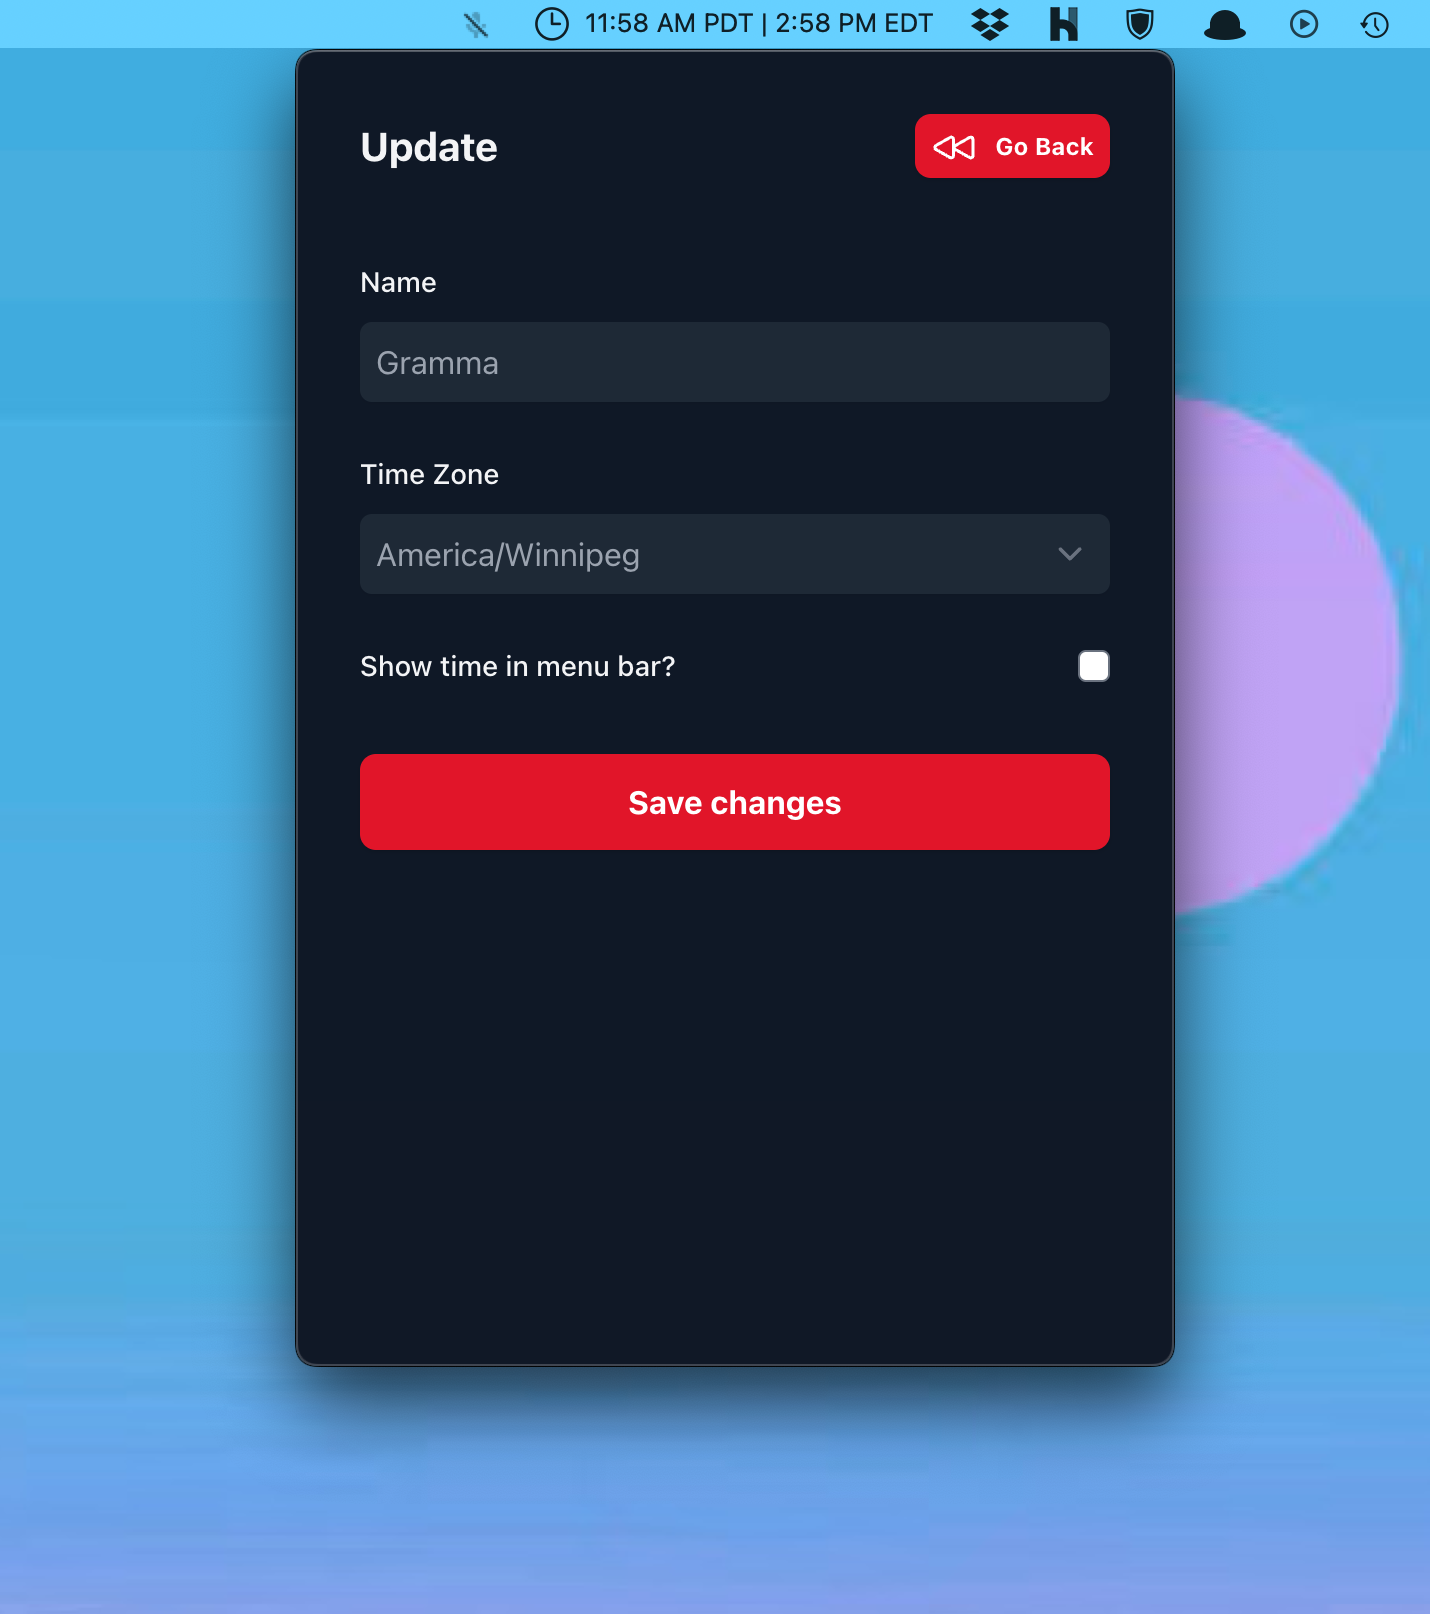 11:58 AM PDT | 2:58 PM EDT
Update
Go Back
Name
Gramma
Time Zone
America/Winnipeg
Show time in menu bar?
Save changes